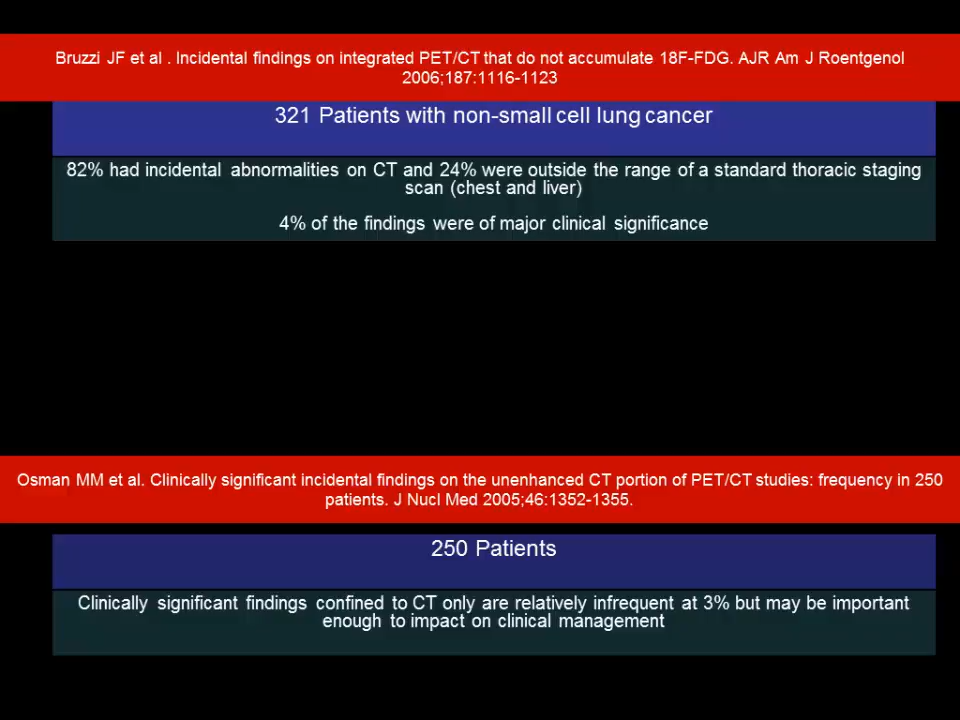 Bruzzi JF et al . Incidental findings on integrated PET/CT that do not accumulate 18F-FDG. AJR Am J Roentgenol
2006;187:1116-1123
321 Patients with non-small cell lung cancer
82% had incidental abnormalities on CT and 24% were outside the range of a standard thoracic staging
scan (chest and liver)
4% of the findings were of major clinical significance
Osman MM et al. Clinically significant incidental findings on the unenhanced CT portion of PET/CT studies: frequency in 250
patients. J Nucl Med 2005;46:1352-1355.
250 Patients
Clinically significant findings confined to CT only are relatively infrequent at 3% but may be important
enough to impact on clinical management